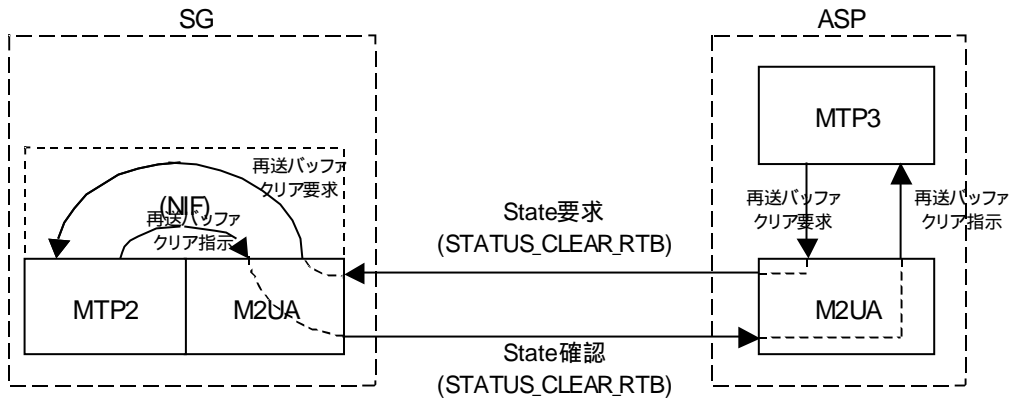 SG
ASP
MTP3
再送バッファ
クリア要求
(NIF)
再送バッファ
クリア指示
再送バッファ
クリア要求
再送バッファ
クリア指示
State要求
(STATUS_CLEAR_RTB)
MTP2
M2UA
M2UA
State確認
(STATUS_CLEAR_RTB)